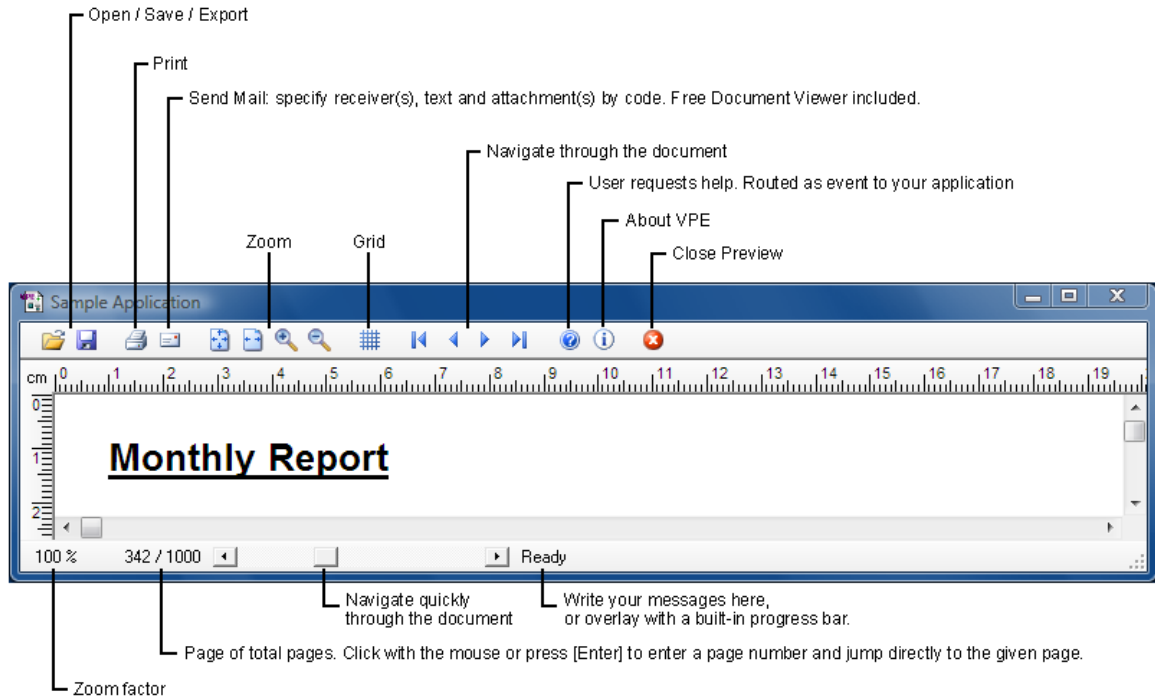 Open / Save / Export
Print
Send Mail: specify receiver(s), text and attachment(s) by code. Free Document Viewer included.
Navigate through the document
User requests help. Routed as event to your application
About VPE
Zoom
Grid
Close Preview
Sample Application
cm 0 1 2 3 4 5 6 7 8 9 10 11 12 13 14 15 16 17 18 19
0
Monthly Report
1
2
100 % 342 / 1000 Ready
Navigate quickly
through the document
Write your messages here,
or overlay with a built-in progress bar.
Page of total pages. Click with the mouse or press [Enter] to enter a page number and jump directly to the given page.
Zoom factor